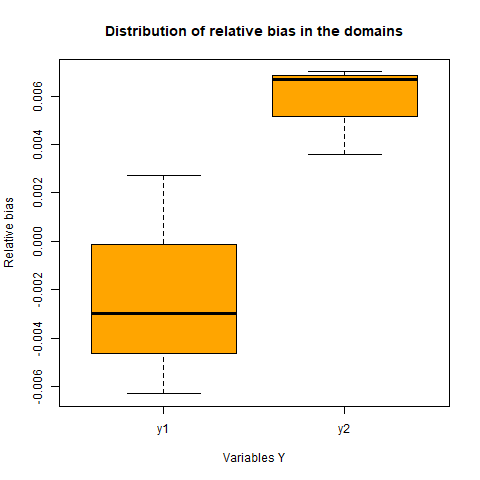 Distribution of relative bias in the domains
Relative bias
0.006
0.004
0.002
0.000
-0.002
-0.004
-0.006
y1
y2
Variables Y